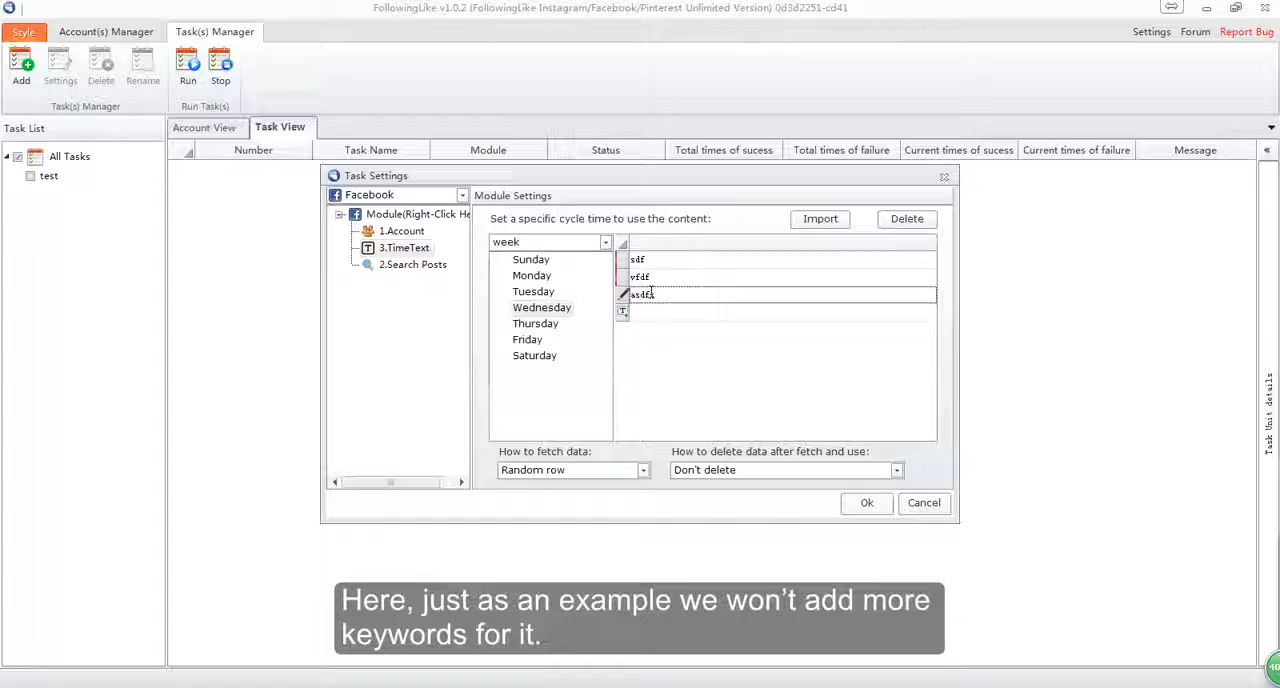 FollowingLike v1.0.2 (FollowingLike Instagram/Facebook/Pinterest Unlimited Version) 0d3d2251-cd41
Style Account(s) Manager Task(s) Manager Settings Forum Report Bug
Add Settings Delete Rename Run Stop
Task(s) Manager Run Task(s)
Task List Account View Task View
Number Task Name Module Status Total times of sucess Total times of failure Current times of sucess Current times of failure Message «
All Tasks
test
Task Settings
Facebook Module Settings
Module(Right-Click He
1.Account
3.TimeText
2.Search Posts
Set a specific cycle time to use the content: Import Delete
week
Sunday
Monday
Tuesday
Wednesday
Thursday
Friday
Saturday
sdf
vfdf
How to fetch data: How to delete data after fetch and use:
Random row Don't delete
Ok Cancel
Task Unit details
Here, just as an example we won't add more
keywords for it.
40